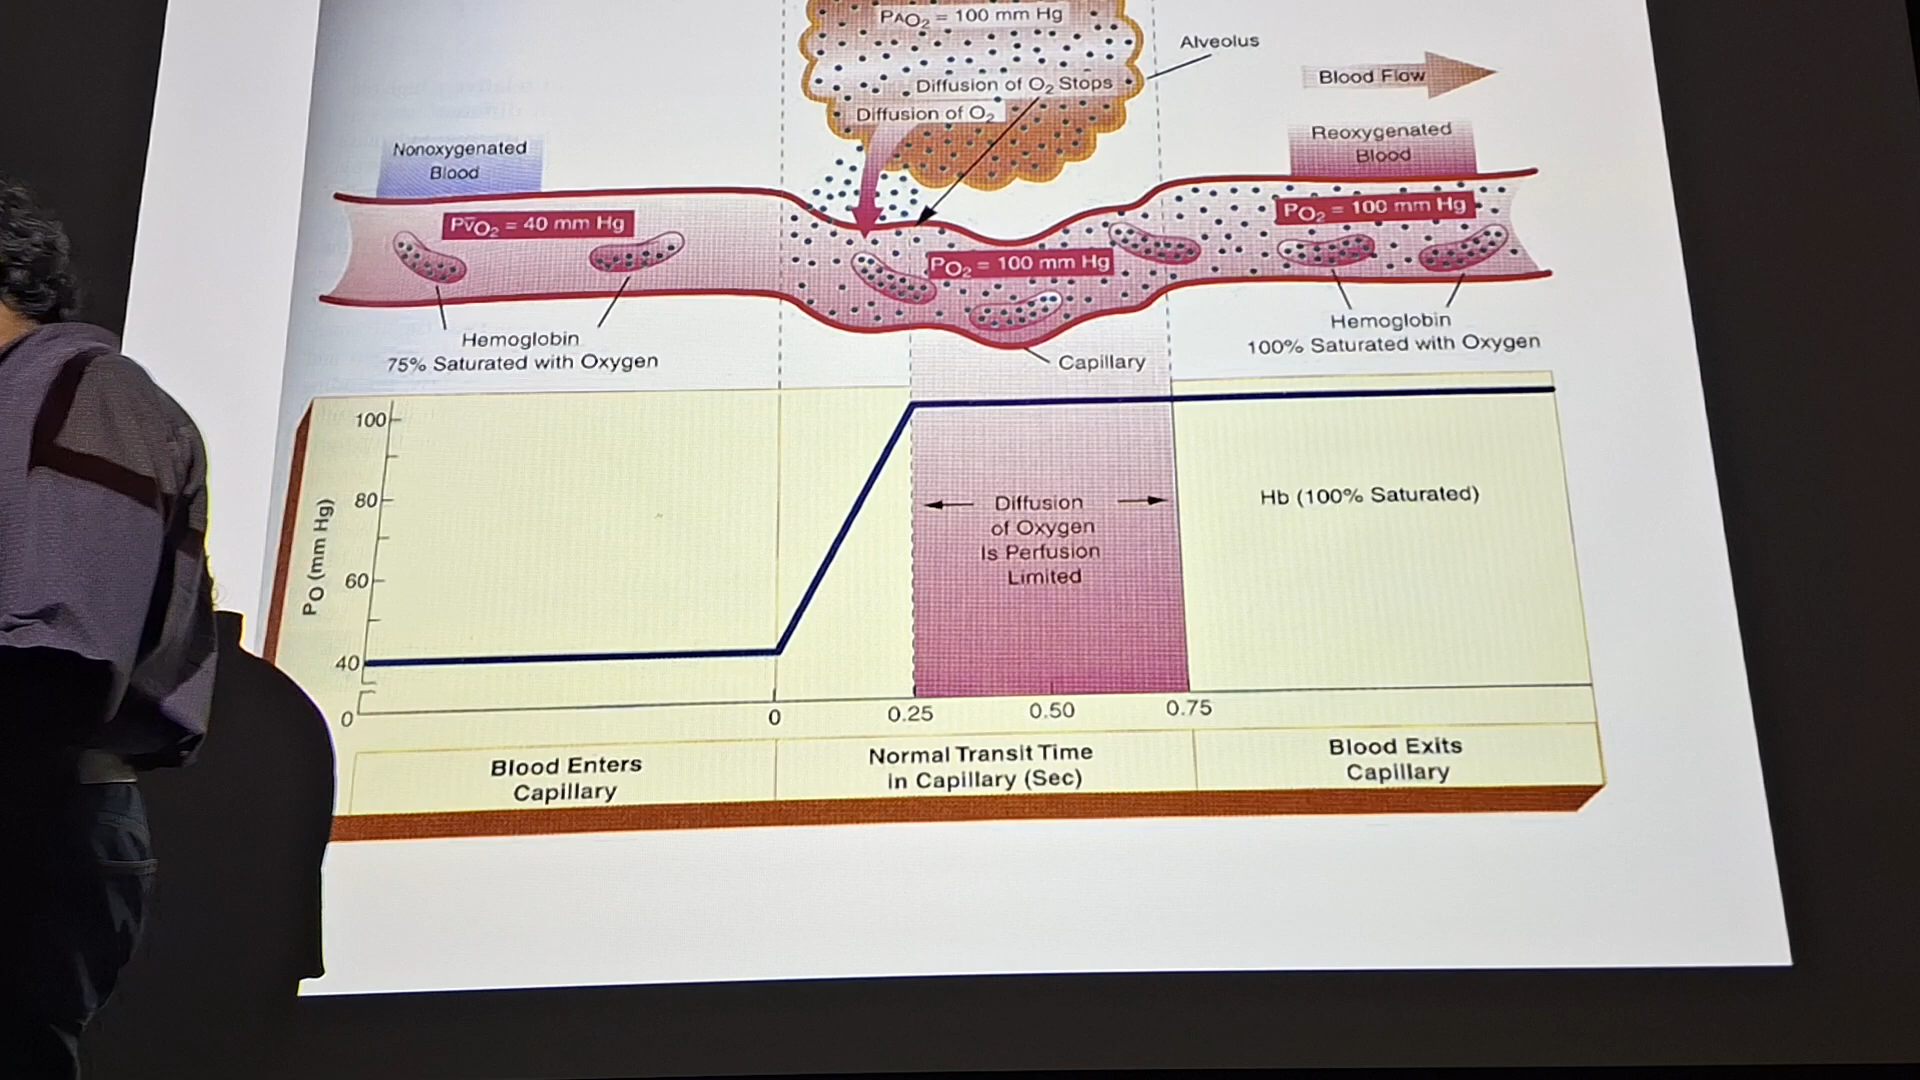 PAO2 = 100 mm Hg
Alveolus
Blood Flow
Diffusion of O2 Stops
Diffusion of O2
Nonoxygenated
Blood
Reoxygenated
Blood
Pv̄O2 = 40 mm Hg
PO2 = 100 mm Hg
PO2 = 100 mm Hg
Hemoglobin
75% Saturated with Oxygen
Capillary
Hemoglobin
100% Saturated with Oxygen
PO (mm Hg)
100
80
60
40
0
Diffusion
of Oxygen
Is Perfusion
Limited
Hb (100% Saturated)
0
0.25
0.50
0.75
Blood Enters
Capillary
Normal Transit Time
in Capillary (Sec)
Blood Exits
Capillary